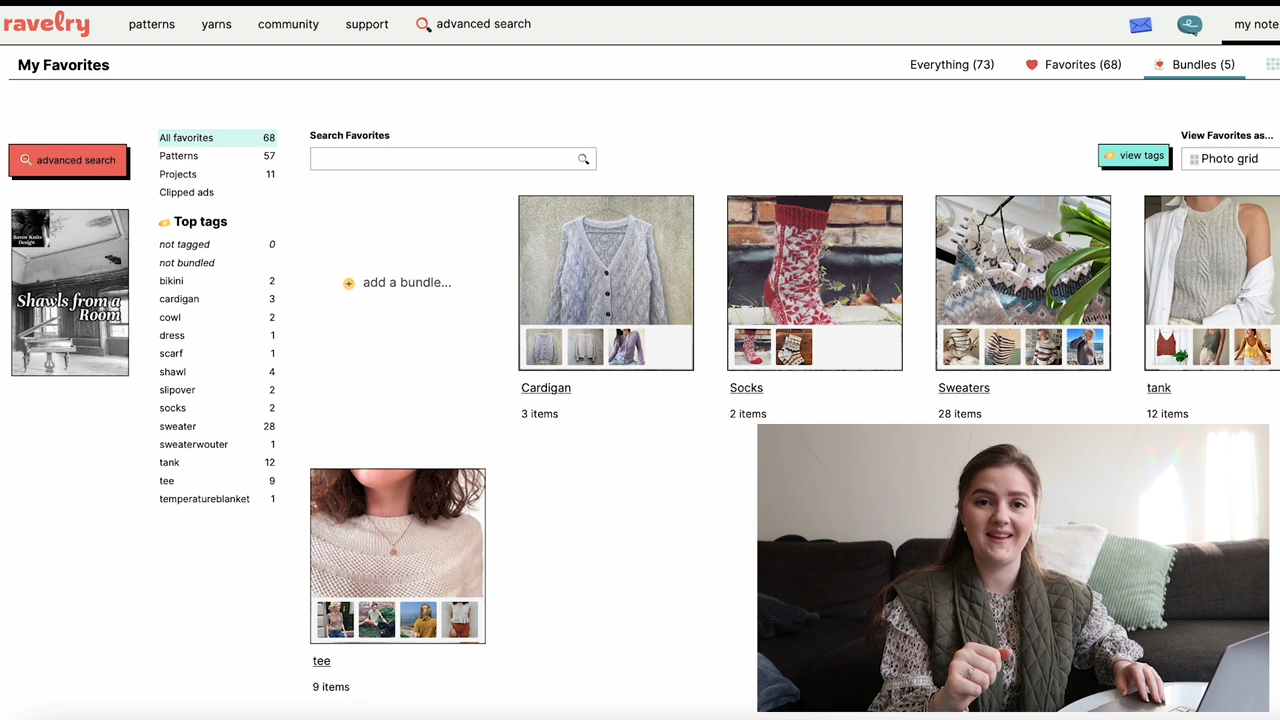 ravelry
patterns
yarns
community
support
advanced search
my note
My Favorites
Everything (73)
Favorites (68)
Bundles (5)
advanced search
All favorites 68
Patterns 57
Projects 11
Clipped ads
Top tags
not tagged 0
not bundled
bikini 2
cardigan 3
cowl 2
dress 1
scarf 1
shawl 4
slipover 2
socks 2
sweater 28
sweaterwouter 1
tank 12
tee 9
temperatureblanket 1
Search Favorites
view tags
View Favorites as...
Photo grid
Raven Knits
Design
Shawls from a
Room
add a bundle...
Cardigan
3 items
Socks
2 items
Sweaters
28 items
tank
12 items
tee
9 items